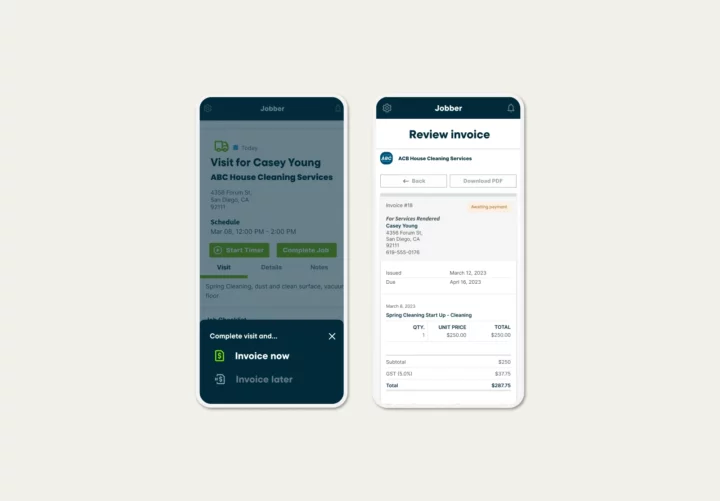 Jobber
Today
Visit for Casey Young
ABC House Cleaning Services
4356 Forum St,
San Diego, CA
92111
Schedule
Mar 08, 12:00 PM - 2:00 PM
Start Timer
Complete Job
Visit
Details
Notes
Spring Cleaning, dust and clean surface, vacuum
floor
Job Checklist
Complete visit and...
Invoice now
Invoice later
Jobber
Review invoice
ABC
ACB House Cleaning Services
← Back
Download PDF
Invoice #18
Awaiting payment
For Services Rendered
Casey Young
4356 Forum St,
San Diego, CA
92111
619-555-0176
Issued March 12, 2023
Due April 16, 2023
March 8, 2023
Spring Cleaning Start Up - Cleaning
QTY. UNIT PRICE TOTAL
1 $250.00 $250.00
Subtotal $250
GST (5.0%) $37.75
Total $287.75